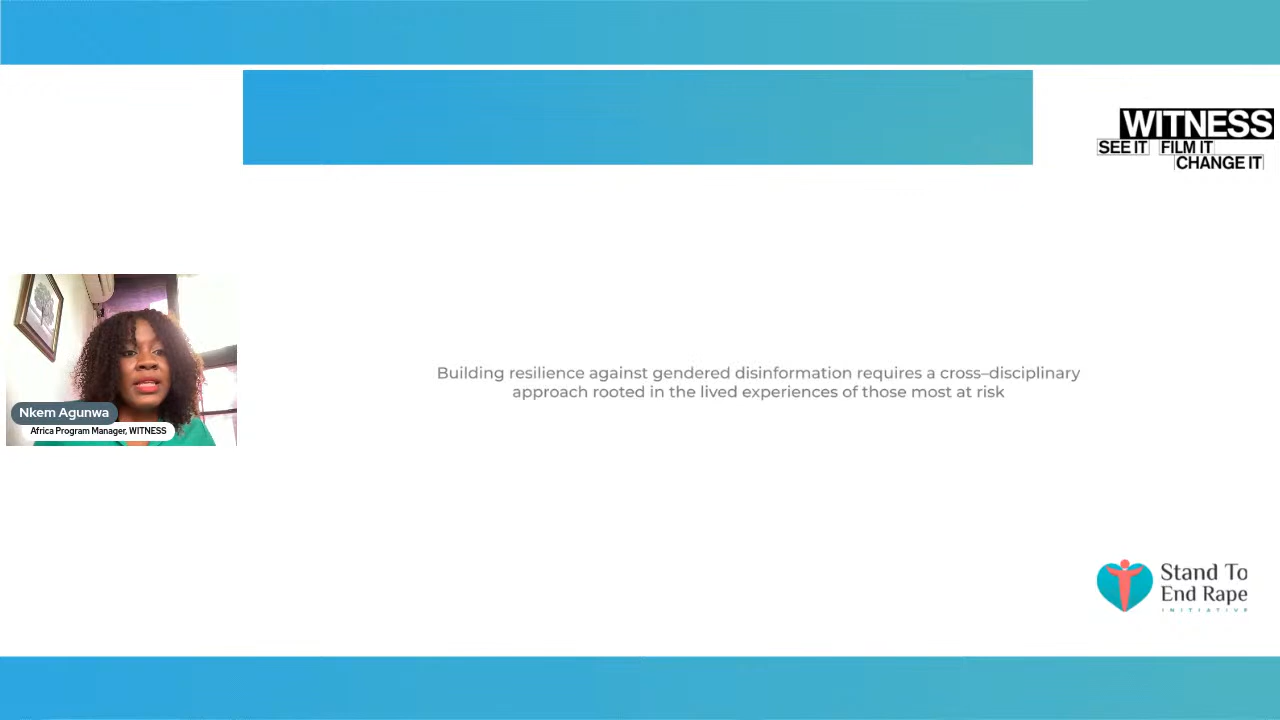 WITNESS
SEE IT FILM IT
CHANGE IT
Building resilience against gendered disinformation requires a cross–disciplinary
approach rooted in the lived experiences of those most at risk
Nkem Agunwa
Africa Program Manager, WITNESS
Stand To
End Rape
INITIATIVE